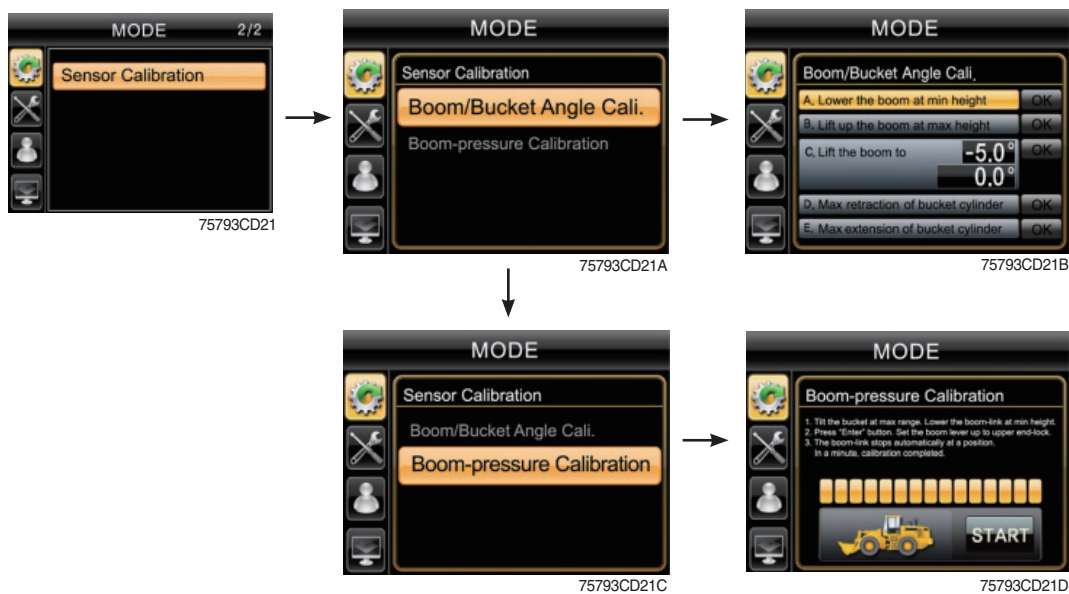 MODE 2/2
Sensor Calibration
75793CD21
MODE
Sensor Calibration
Boom/Bucket Angle Cali.
Boom-pressure Calibration
75793CD21A
MODE
Boom/Bucket Angle Cali.
A. Lower the boom at min height OK
B. Lift up the boom at max height OK
C. Lift the boom to -5.0° OK
0.0°
D. Max retraction of bucket cylinder OK
E. Max extension of bucket cylinder OK
75793CD21B
MODE
Sensor Calibration
Boom/Bucket Angle Cali.
Boom-pressure Calibration
75793CD21C
MODE
Boom-pressure Calibration
1. Tilt the bucket at max range. Lower the boom-link at min height.
2. Press "Enter" button. Set the boom lever up to upper end-lock.
3. The boom-link stops automatically at a position.
In a minute, calibration completed.
START
75793CD21D